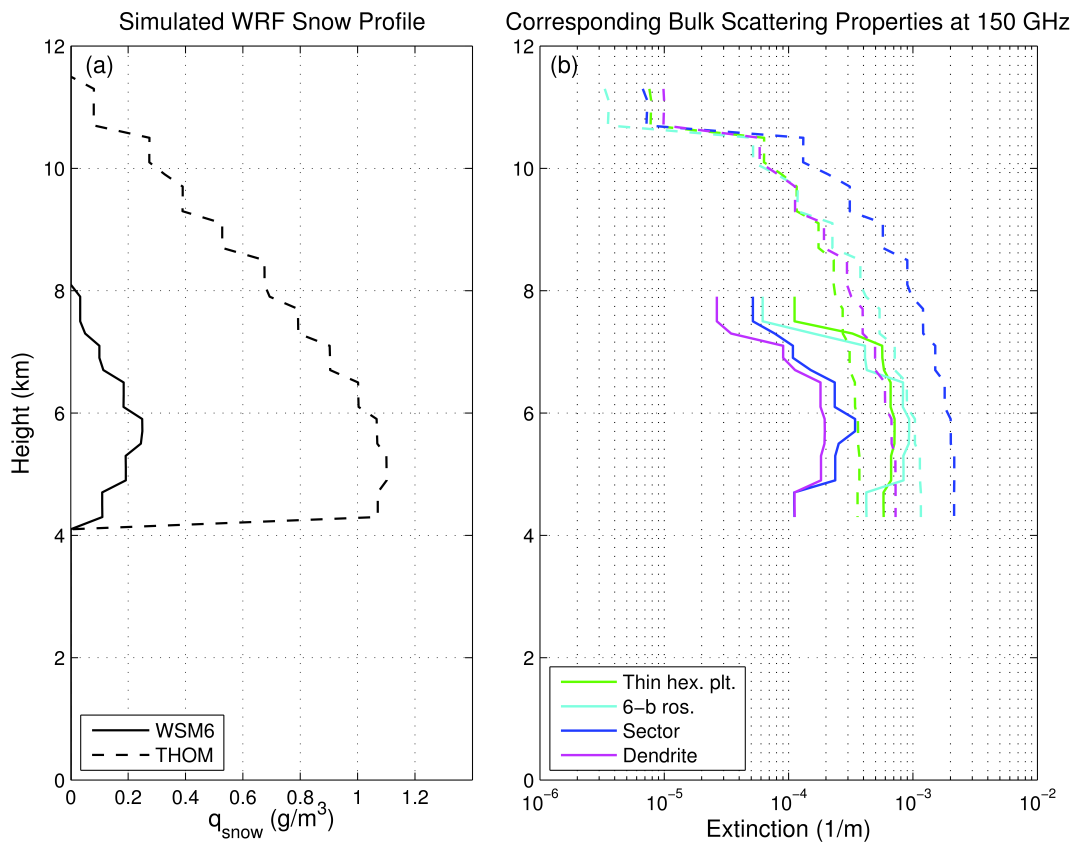 Simulated WRF Snow Profile
(a)
12
10
8
6
4
2
0
Height (km)
WSM6
THOM
0 0.2 0.4 0.6 0.8 1 1.2
q_snow (g/m^3)
Corresponding Bulk Scattering Properties at 150 GHz
(b)
12
10
8
6
4
2
0
Thin hex. plt.
6−b ros.
Sector
Dendrite
10^−6 10^−5 10^−4 10^−3 10^−2
Extinction (1/m)